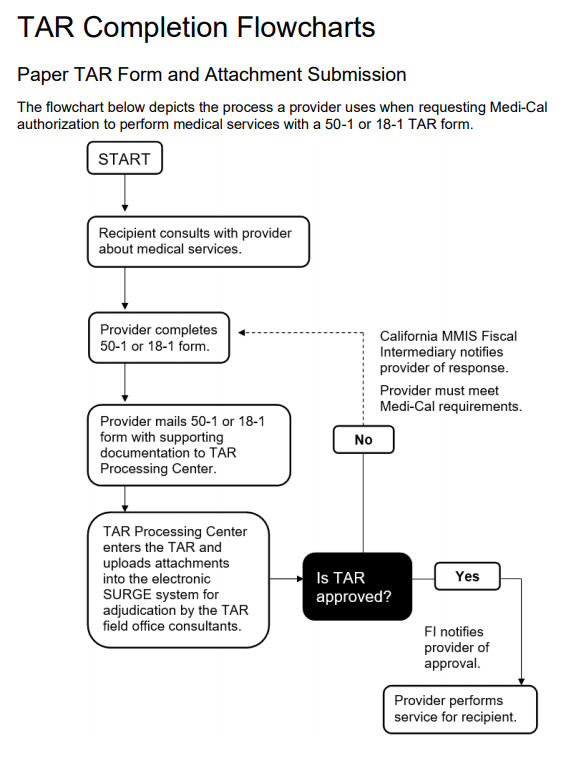 TAR Completion Flowcharts
Paper TAR Form and Attachment Submission
The flowchart below depicts the process a provider uses when requesting Medi-Cal
authorization to perform medical services with a 50-1 or 18-1 TAR form.
START
Recipient consults with provider
about medical services.
Provider completes
50-1 or 18-1 form.
California MMIS Fiscal
Intermediary notifies
provider of response.
Provider must meet
Medi-Cal requirements.
Provider mails 50-1 or 18-1
form with supporting
documentation to TAR
Processing Center.
No
TAR Processing Center
enters the TAR and
uploads attachments
into the electronic
SURGE system for
adjudication by the TAR
field office consultants.
Is TAR
approved?
Yes
FI notifies
provider of
approval.
Provider performs
service for recipient.